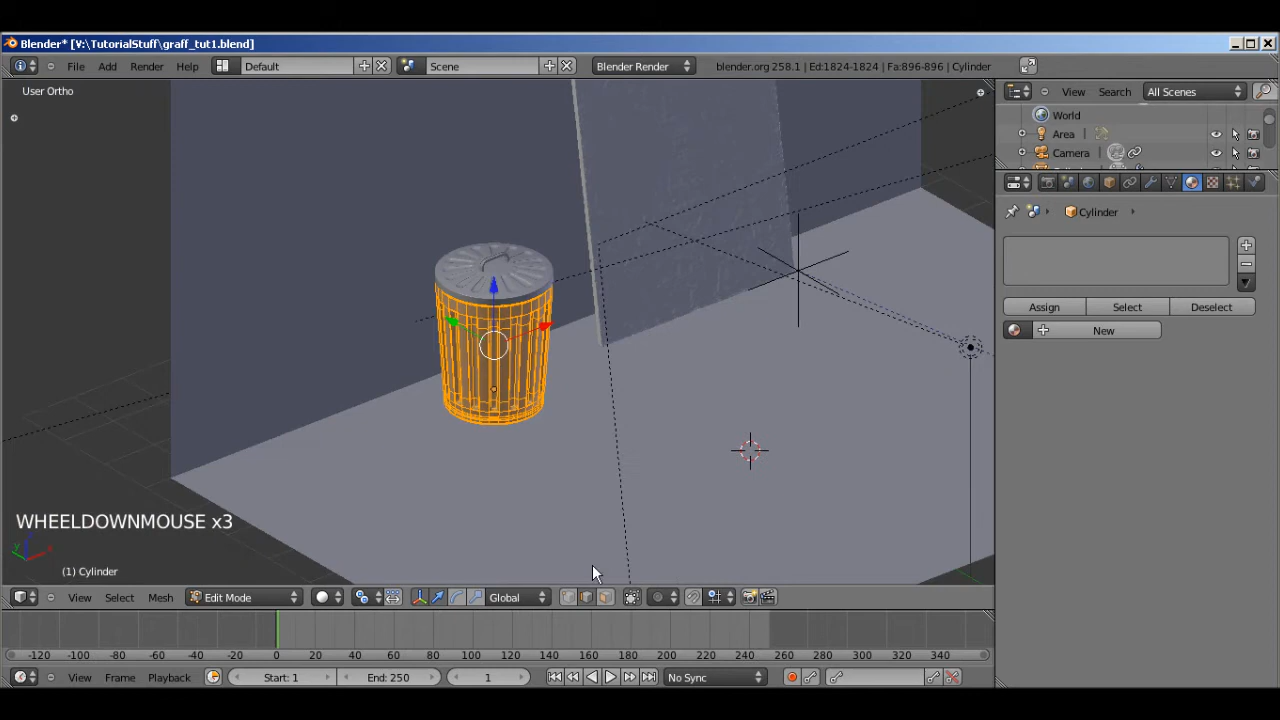 Blender* [V:\TutorialStuff\graff_tut1.blend]
File Add Render Help Default Scene Blender Render blender.org 258.1 | Ed:1824-1824 | Fa:896-896 | Cylinder
User Ortho
View Search All Scenes
World
Area
Camera
Cylinder
Assign Select Deselect
New
WHEELDOWNMOUSE x3
(1) Cylinder
View Select Mesh Edit Mode Global
-120 -100 -80 -60 -40 -20 0 20 40 60 80 100 120 140 160 180 200 220 240 260 280 300 320 340
View Frame Playback Start: 1 End: 250 1 No Sync